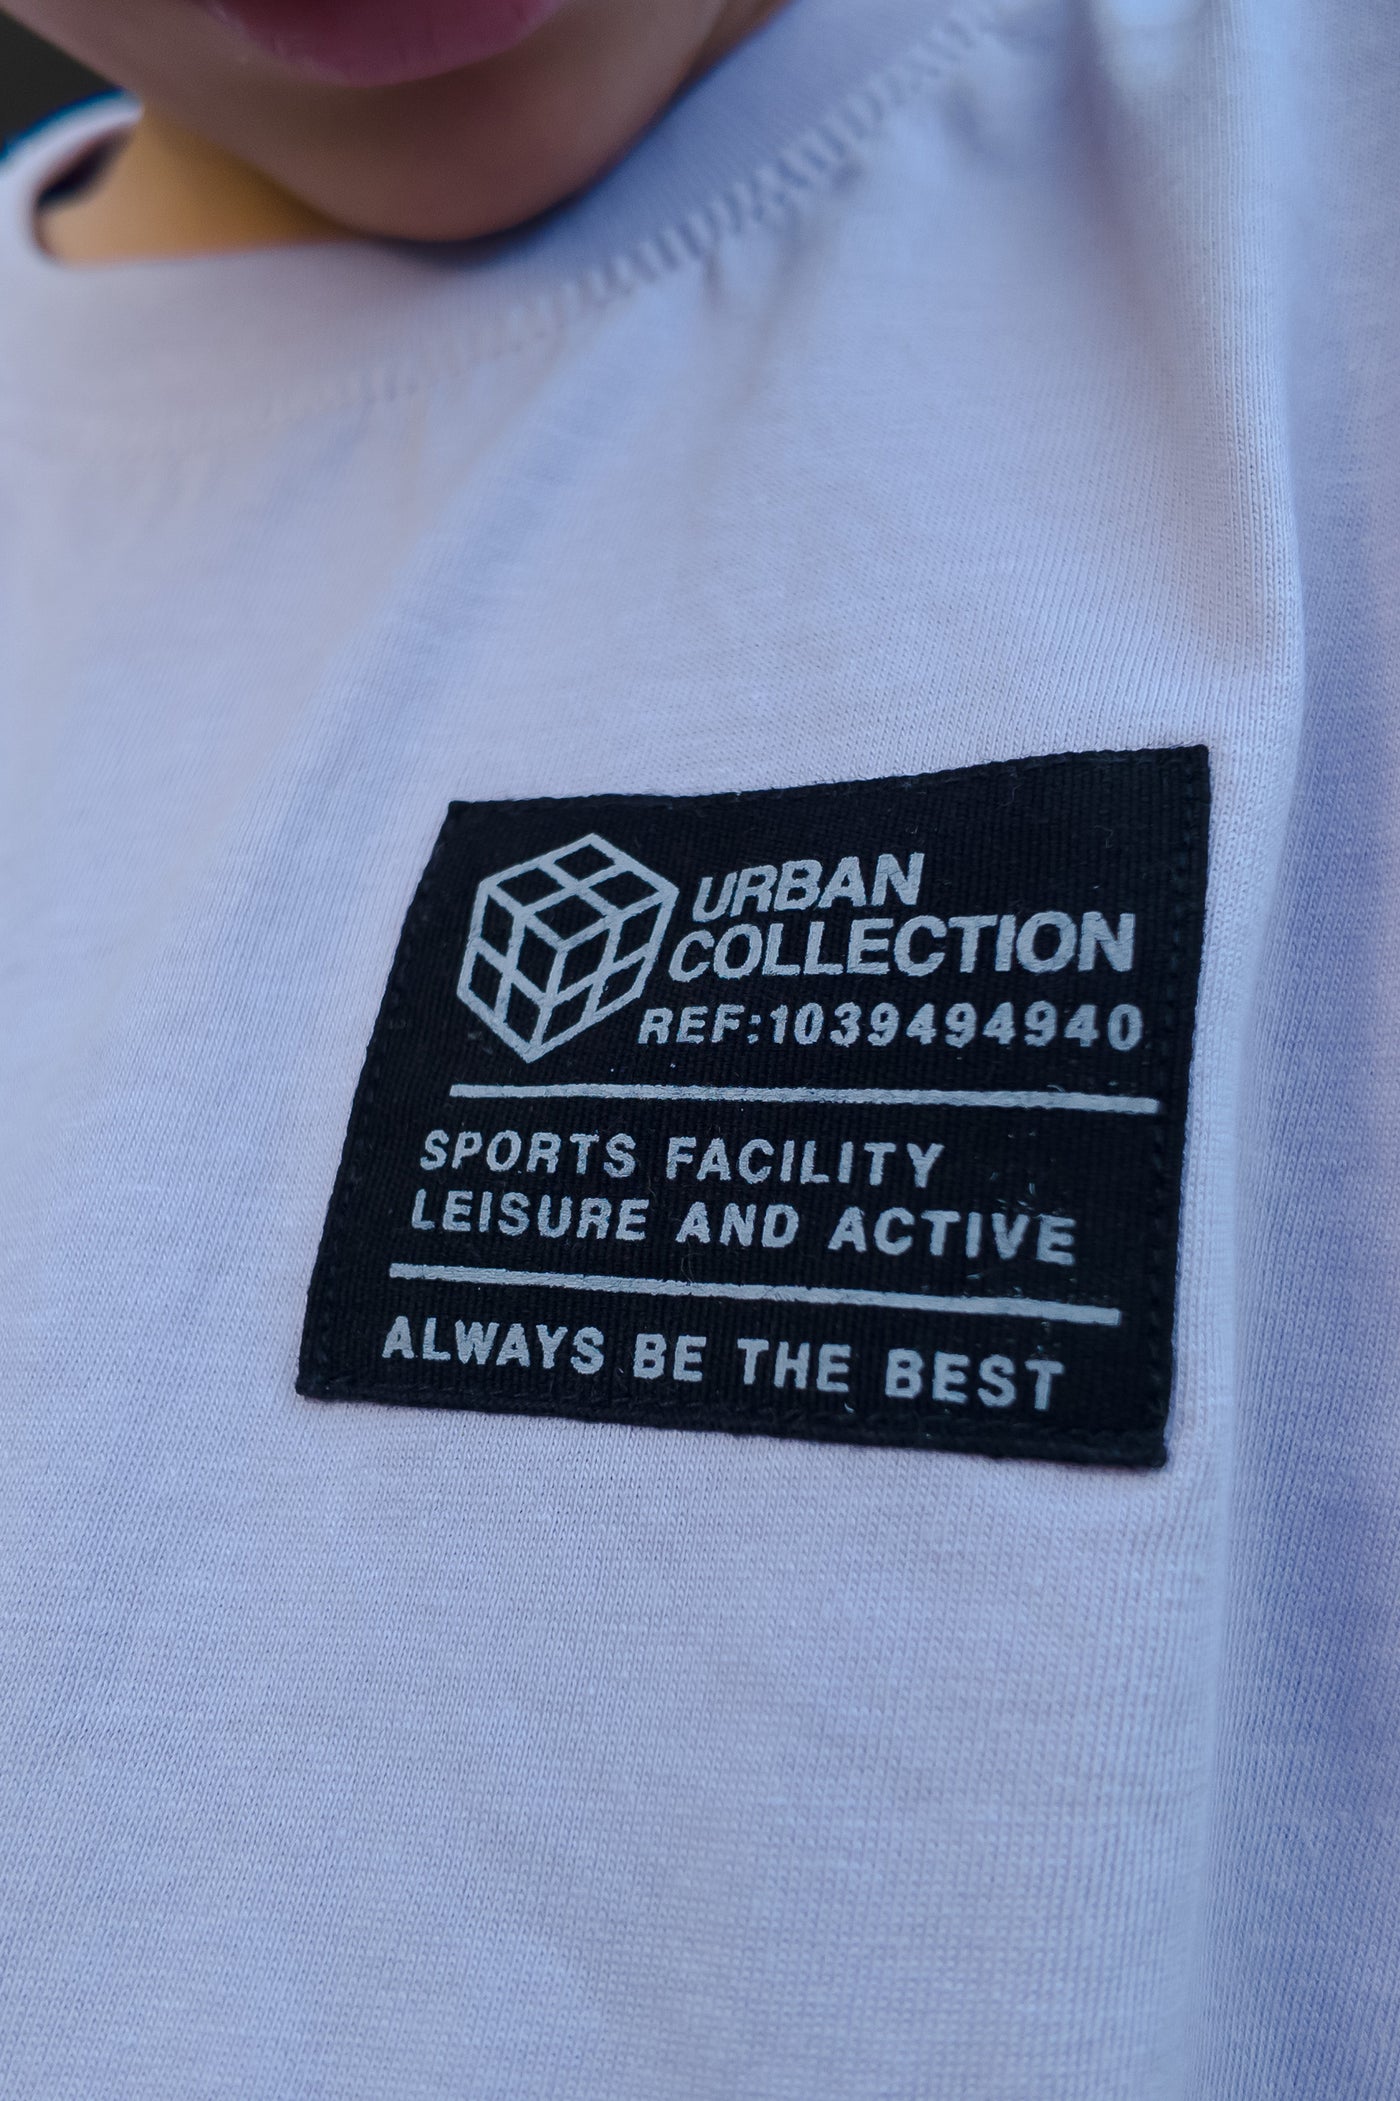 URBAN
COLLECTION
REF:1039494940
SPORTS FACILITY
LEISURE AND ACTIVE
ALWAYS BE THE BEST